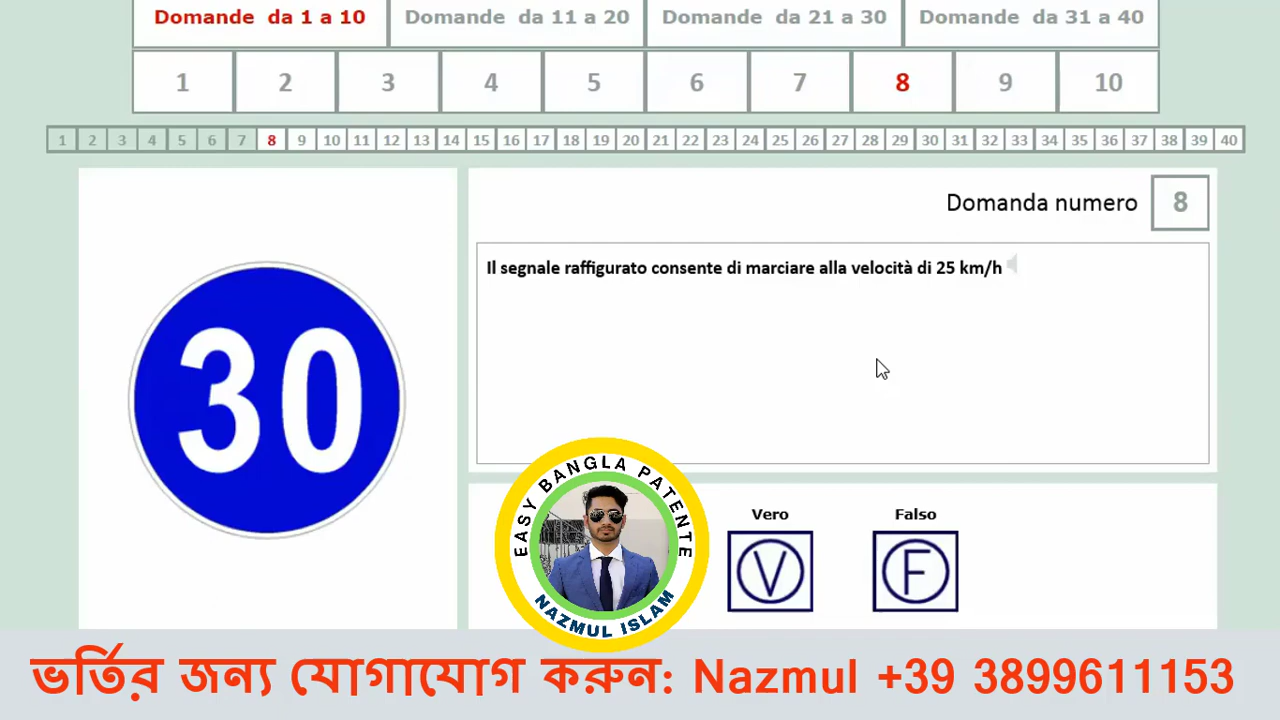 Domande da 1 a 10 Domande da 11 a 20 Domande da 21 a 30 Domande da 31 a 40
1 2 3 4 5 6 7 8 9 10
1 2 3 4 5 6 7 8 9 10 11 12 13 14 15 16 17 18 19 20 21 22 23 24 25 26 27 28 29 30 31 32 33 34 35 36 37 38 39 40
Domanda numero 8
Il segnale raffigurato consente di marciare alla velocità di 25 km/h
30
EASY BANGLA PATENTE
NAZMUL ISLAM
Vero Falso
V F
ভর্তির জন্য যোগাযোগ করুন: Nazmul +39 3899611153